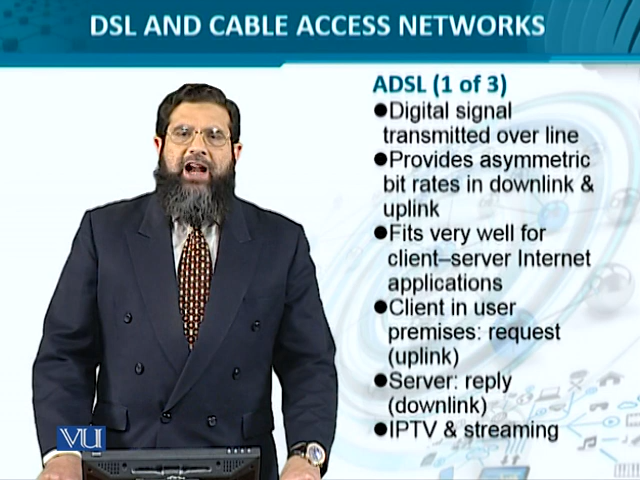 DSL AND CABLE ACCESS NETWORKS
ADSL (1 of 3)
●Digital signal
transmitted over line
●Provides asymmetric
bit rates in downlink &
uplink
●Fits very well for
client–server Internet
applications
●Client in user
premises: request
(uplink)
●Server: reply
(downlink)
●IPTV & streaming
VU